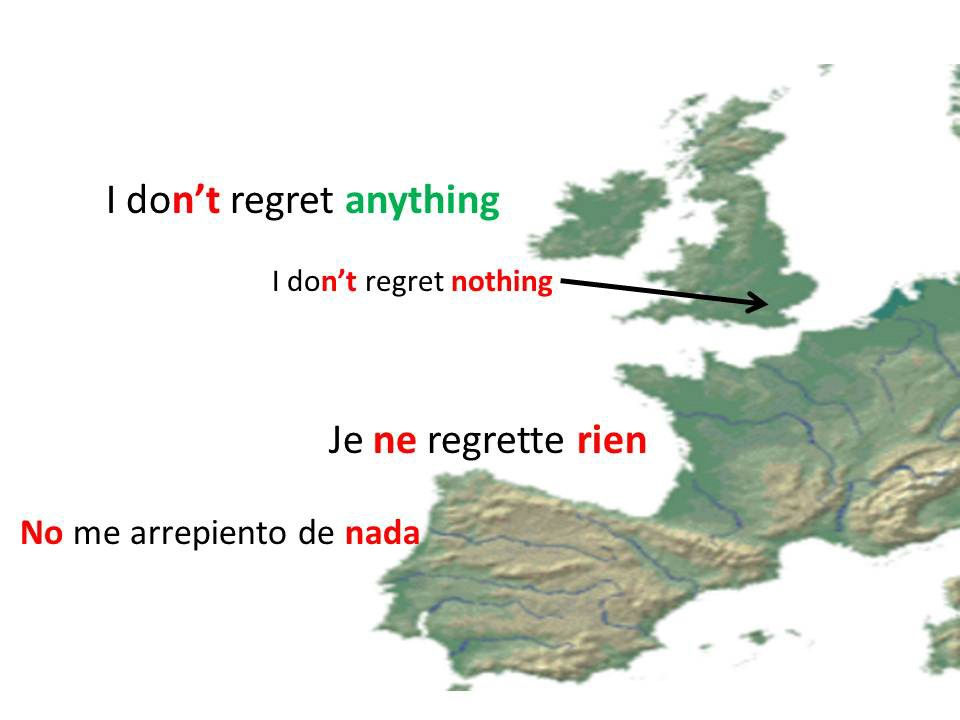 I don’t regret anything
I don’t regret nothing
Je ne regrette rien
No me arrepiento de nada